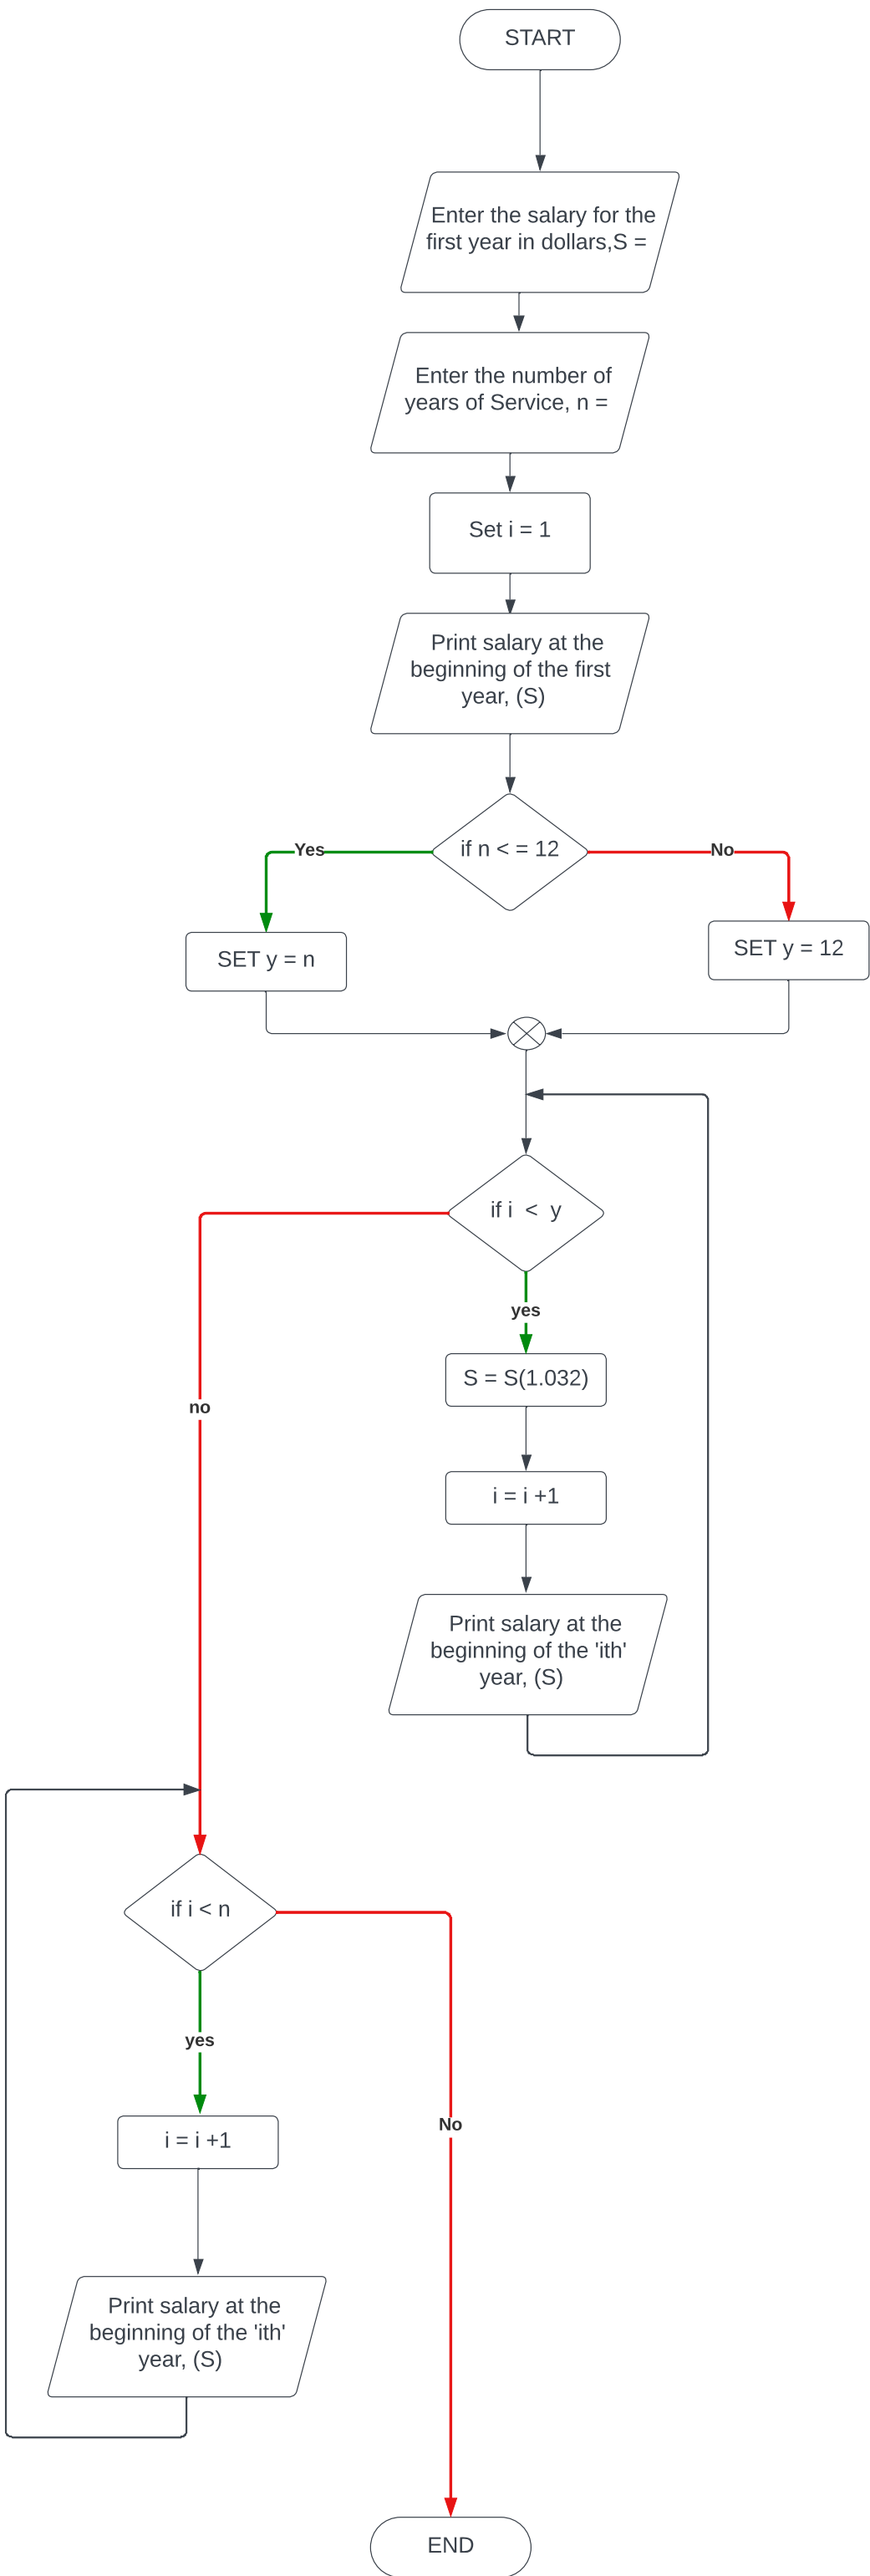 START
Enter the salary for the
first year in dollars,S =
Enter the number of
years of Service, n =
Set i = 1
Print salary at the
beginning of the first
year, (S)
if n < = 12
Yes
No
SET y = n
SET y = 12
if i < y
yes
no
S = S(1.032)
i = i +1
Print salary at the
beginning of the 'ith'
year, (S)
if i < n
yes
No
i = i +1
Print salary at the
beginning of the 'ith'
year, (S)
END